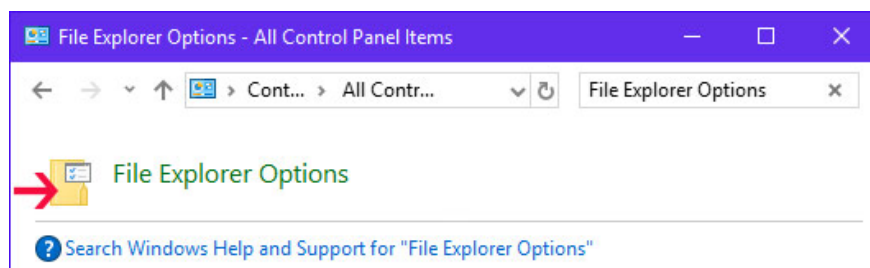 File Explorer Options - All Control Panel Items
Cont... > All Contr... File Explorer Options
File Explorer Options
Search Windows Help and Support for "File Explorer Options"